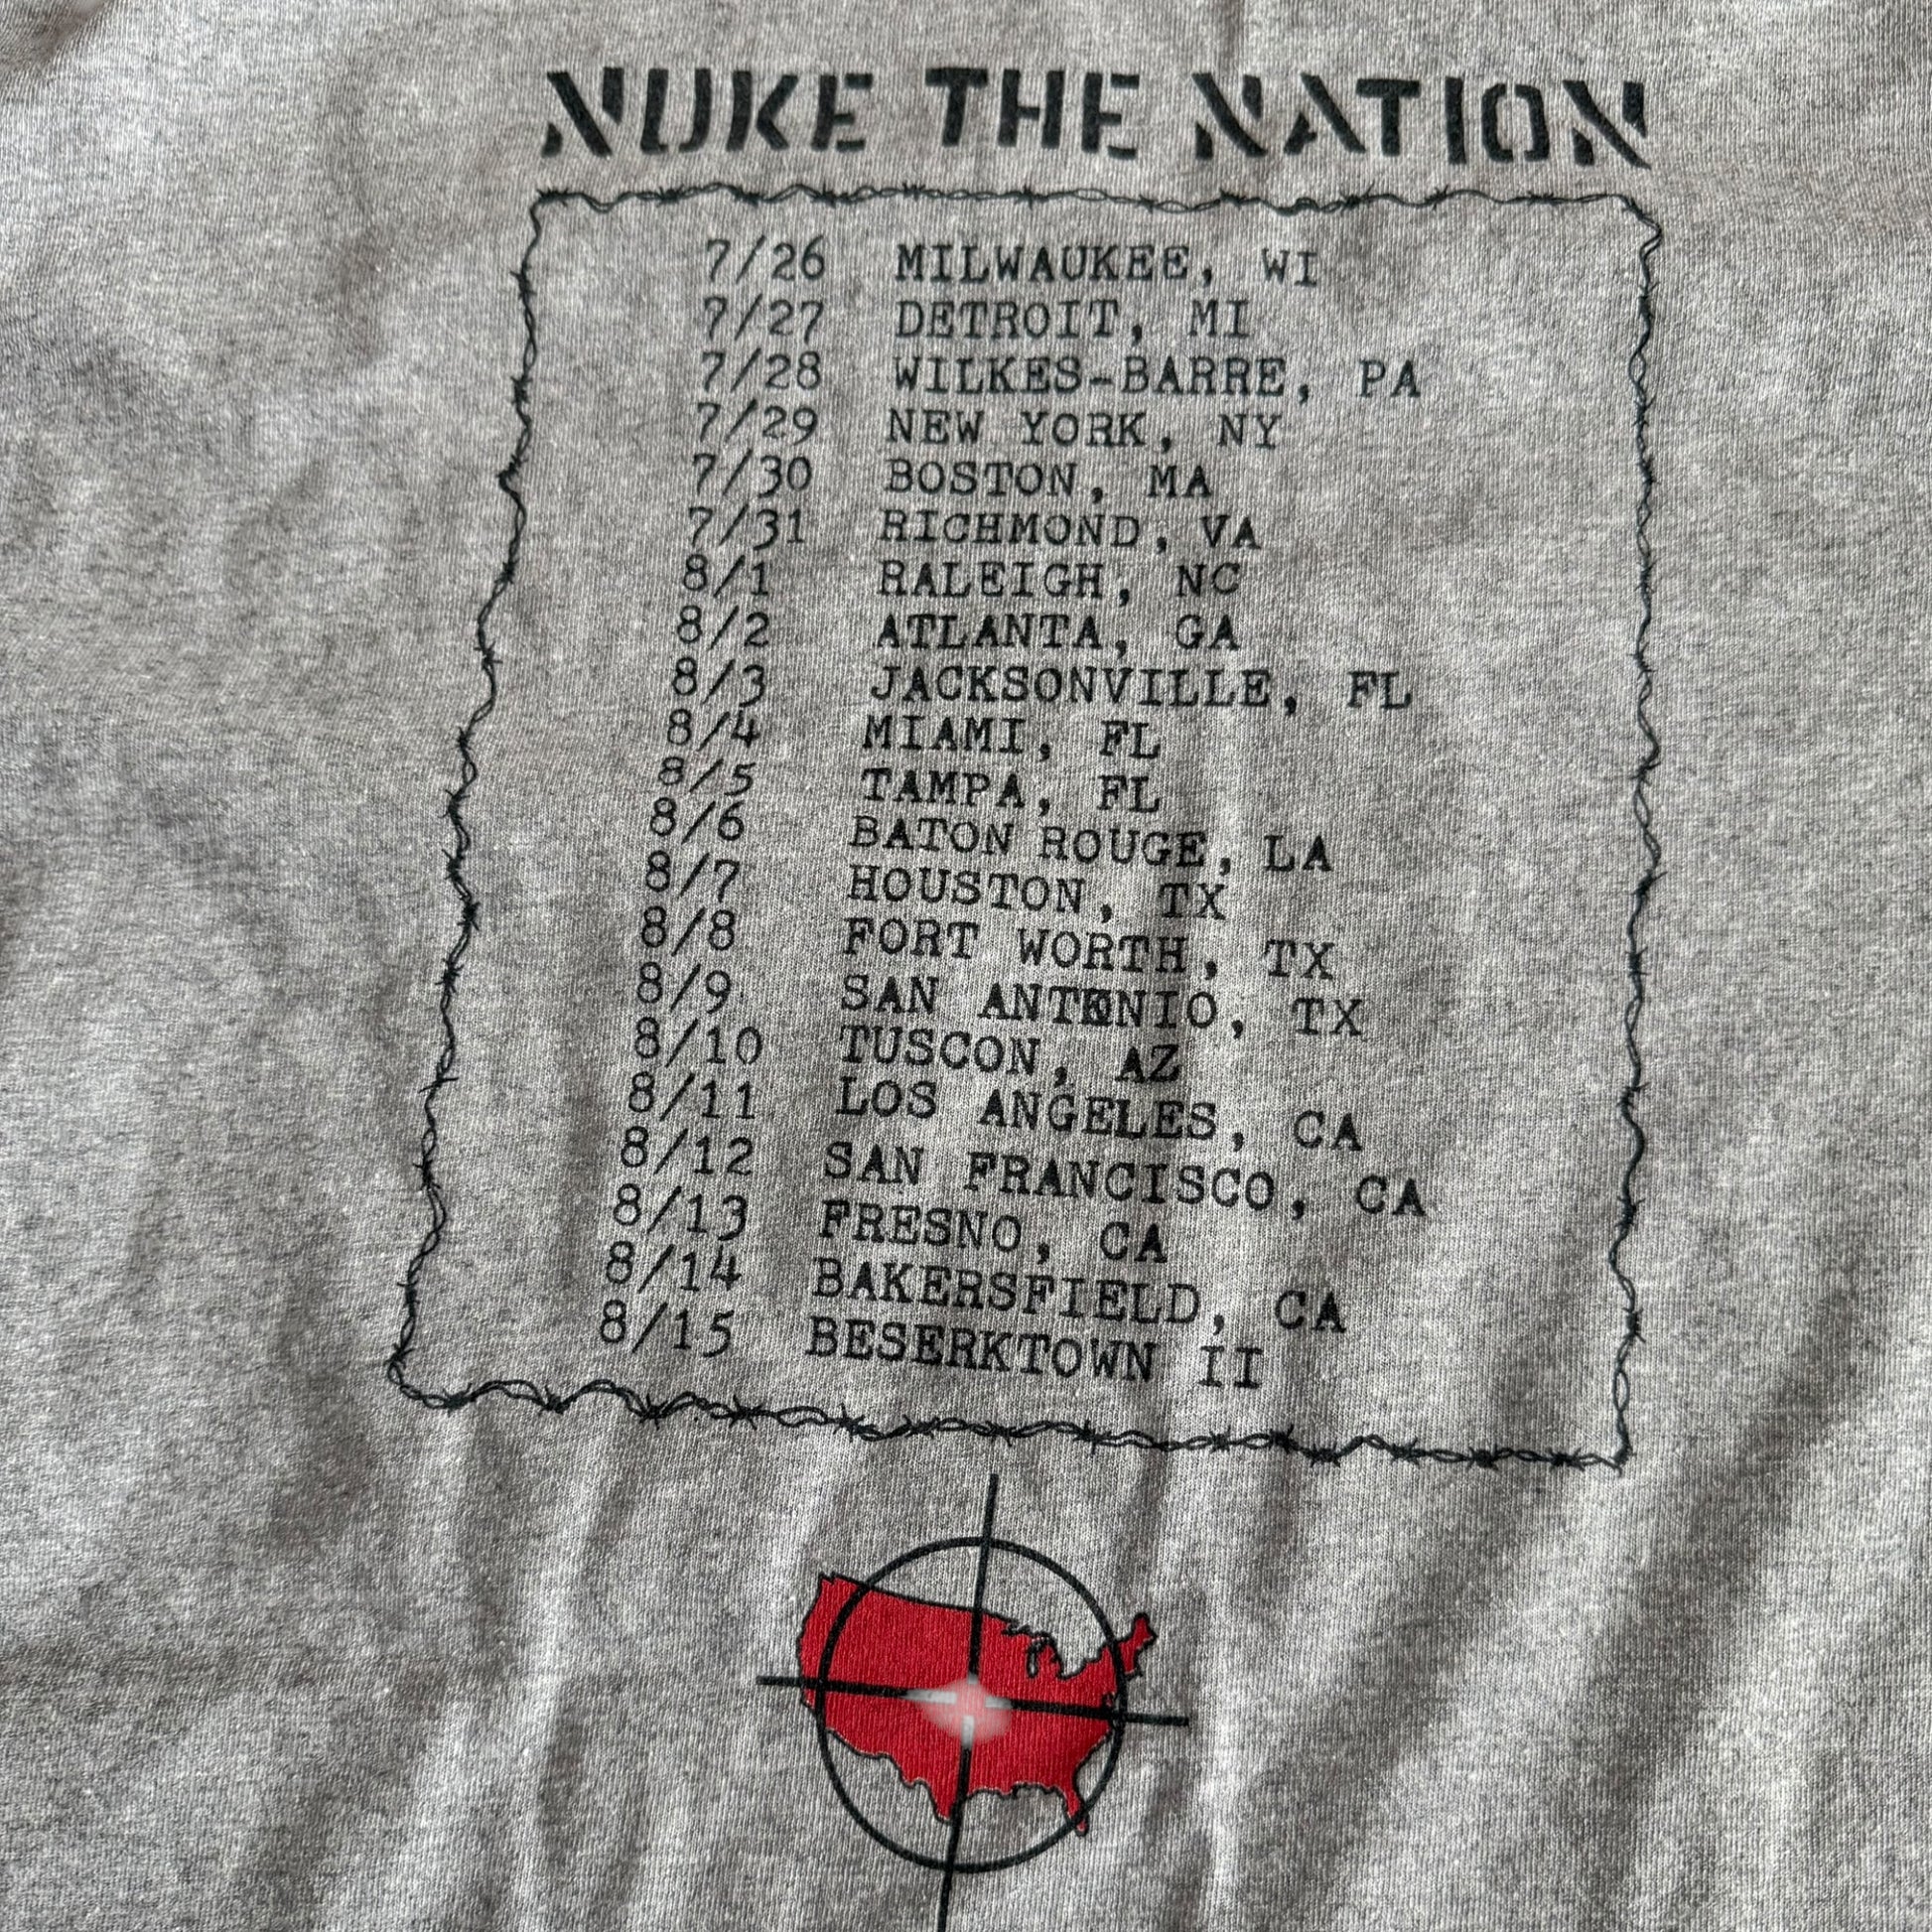 NUKE THE NATION
7/26 MILWAUKEE, WI
7/27 DETROIT, MI
7/28 WILKES-BARRE, PA
7/29 NEW YORK, NY
7/30 BOSTON, MA
7/31 RICHMOND, VA
8/1 RALEIGH, NC
8/2 ATLANTA, GA
8/3 JACKSONVILLE, FL
8/4 MIAMI, FL
8/5 TAMPA, FL
8/6 BATON ROUGE, LA
8/7 HOUSTON, TX
8/8 FORT WORTH, TX
8/9 SAN ANTONIO, TX
8/10 TUSCON, AZ
8/11 LOS ANGELES, CA
8/12 SAN FRANCISCO, CA
8/13 FRESNO, CA
8/14 BAKERSFIELD, CA
8/15 BESERKTOWN II